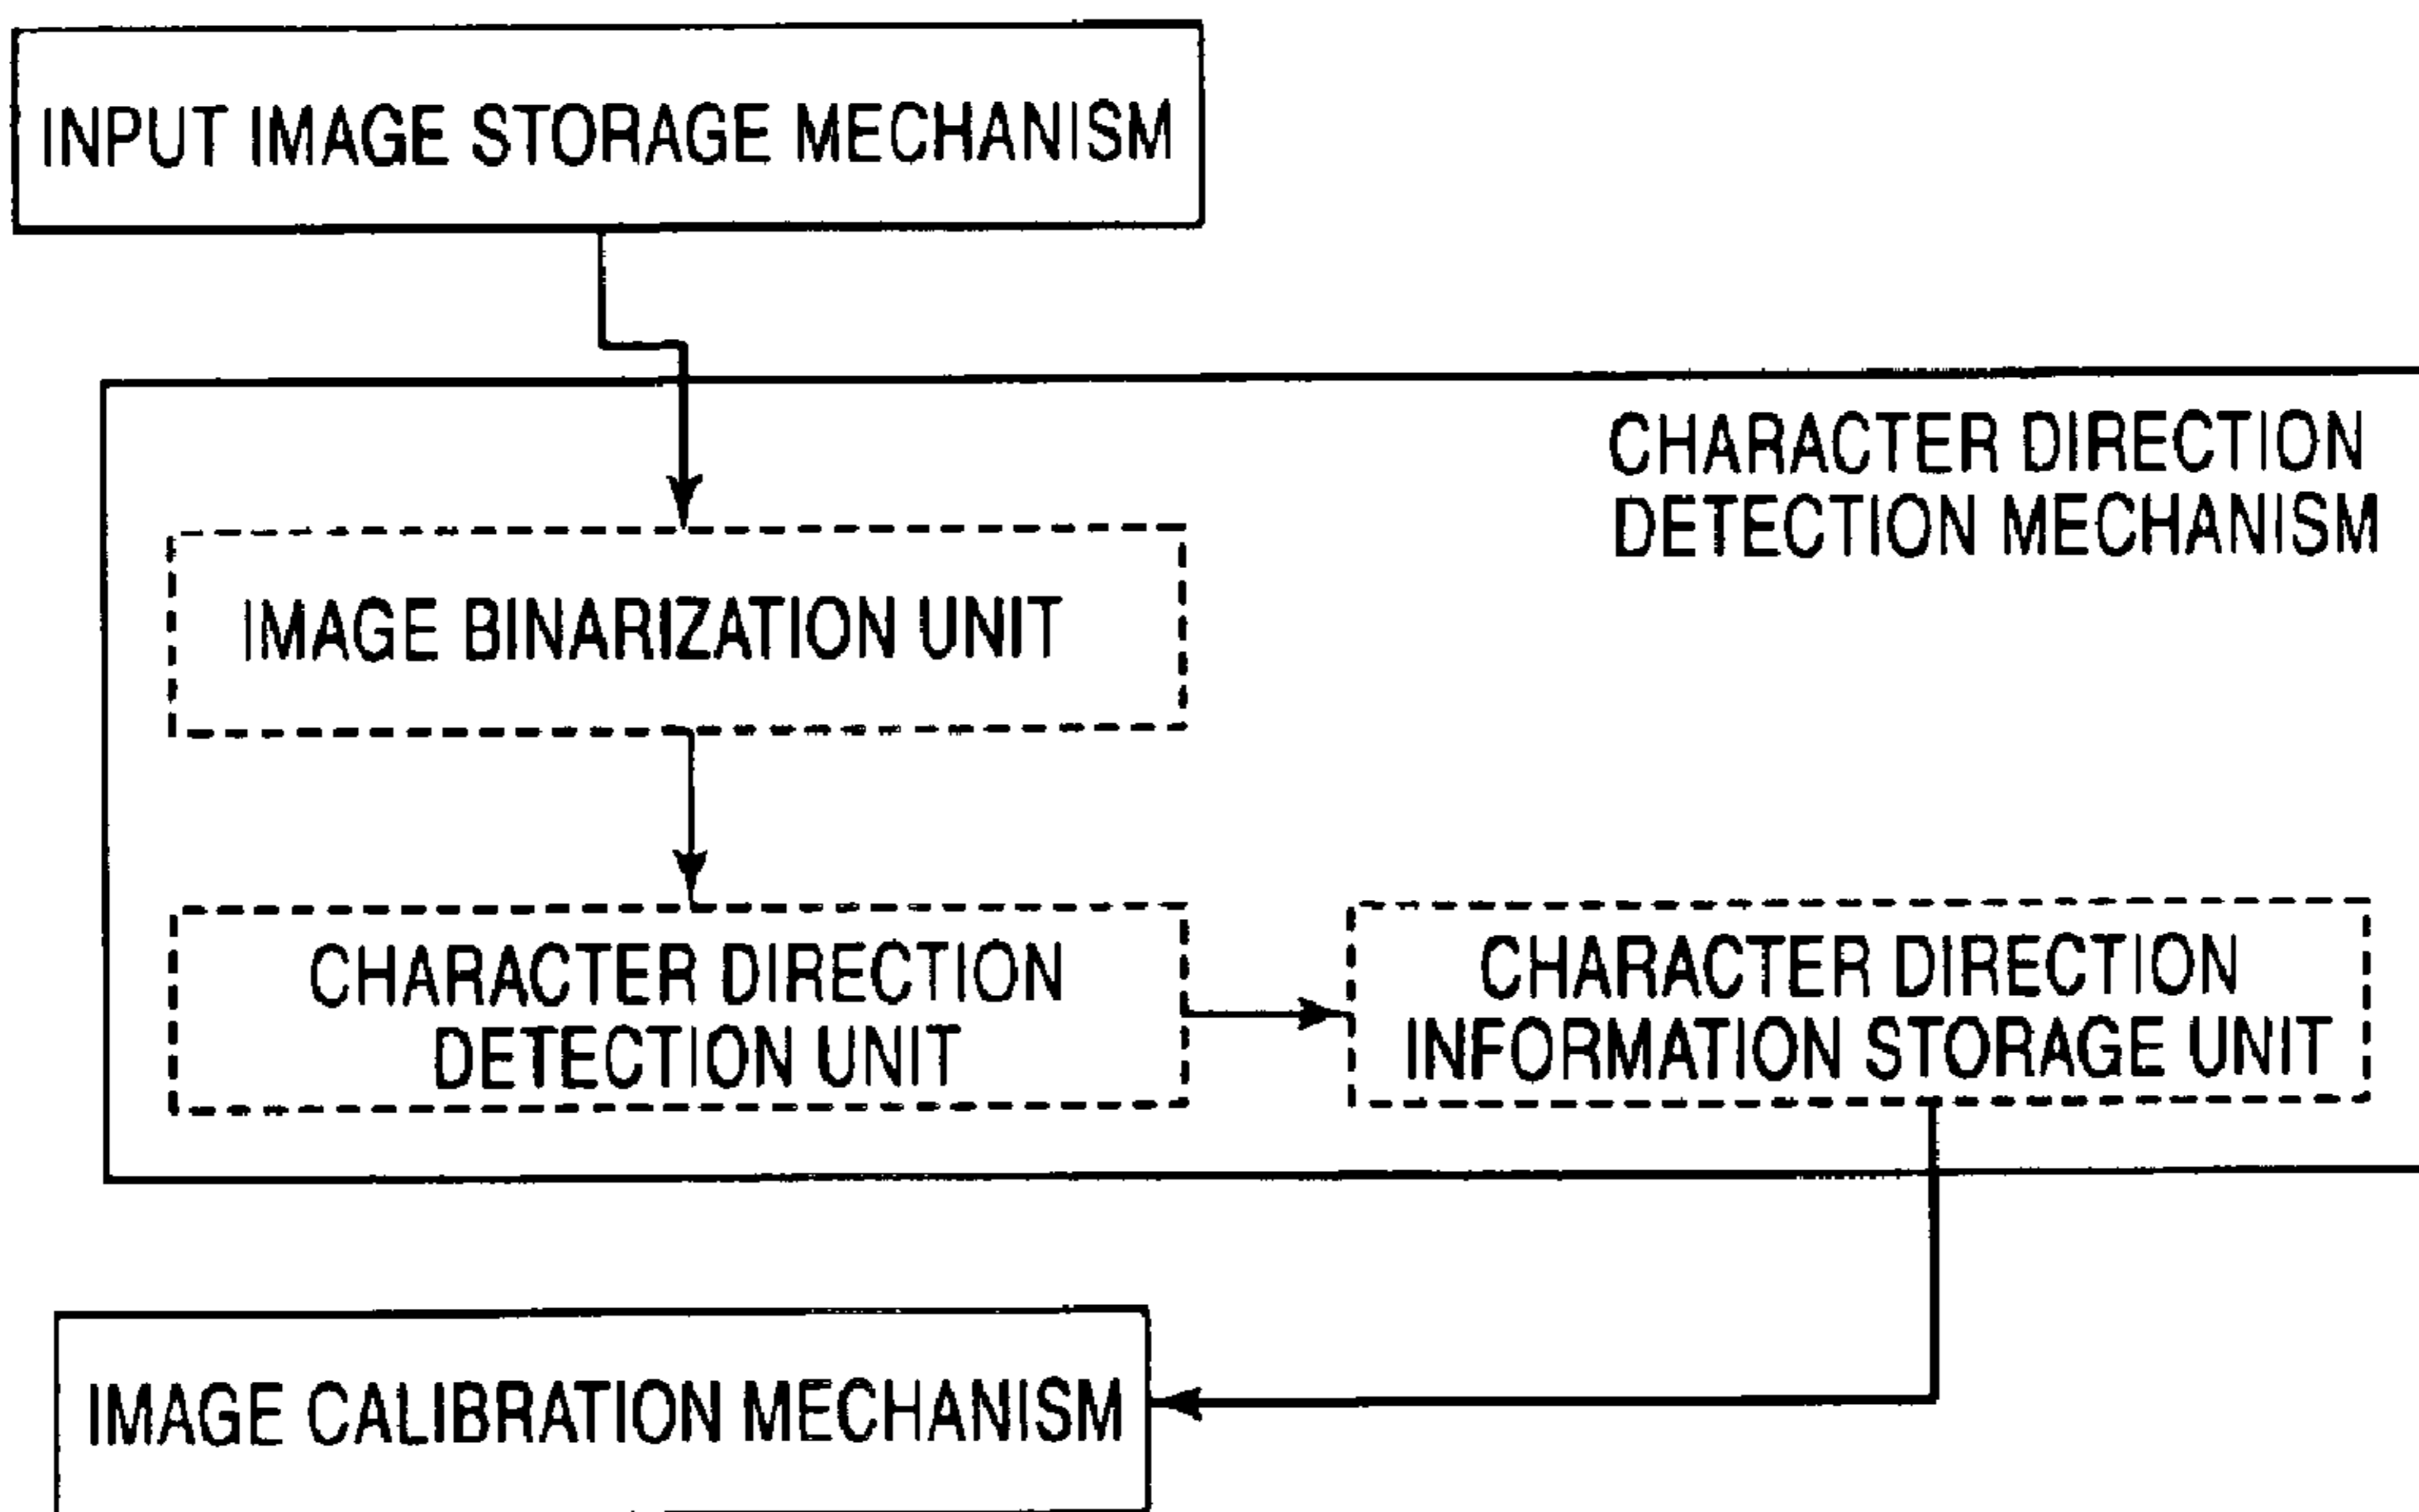 INPUT IMAGE STORAGE MECHANISM
CHARACTER DIRECTION
DETECTION MECHANISM
IMAGE BINARIZATION UNIT
CHARACTER DIRECTION
DETECTION UNIT
CHARACTER DIRECTION
INFORMATION STORAGE UNIT
IMAGE CALIBRATION MECHANISM